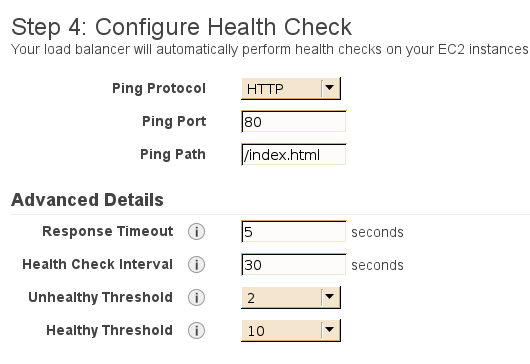 Step 4: Configure Health Check
Your load balancer will automatically perform health checks on your EC2 instances
Ping Protocol HTTP
Ping Port 80
Ping Path /index.html
Advanced Details
Response Timeout i 5 seconds
Health Check Interval i 30 seconds
Unhealthy Threshold i 2
Healthy Threshold i 10